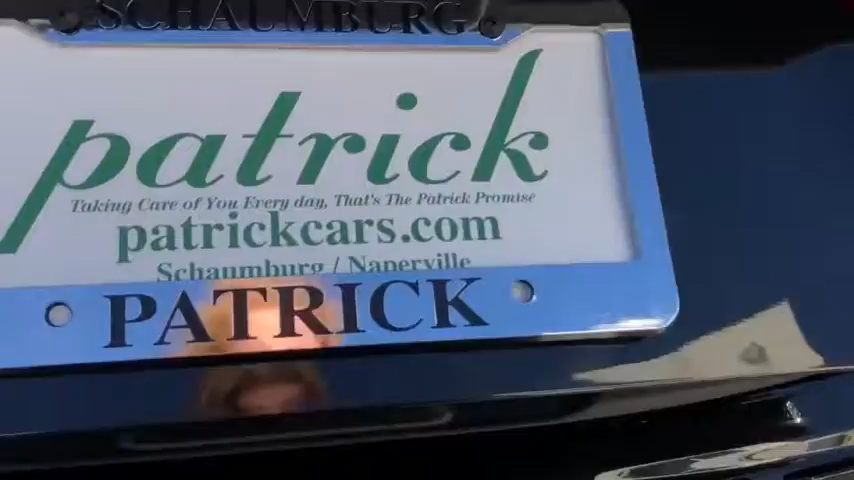 SCHAUMBURG
patrick
Taking Care of You Every day, That's The Patrick Promise
patrickcars.com
Schaumburg / Naperville
PATRICK